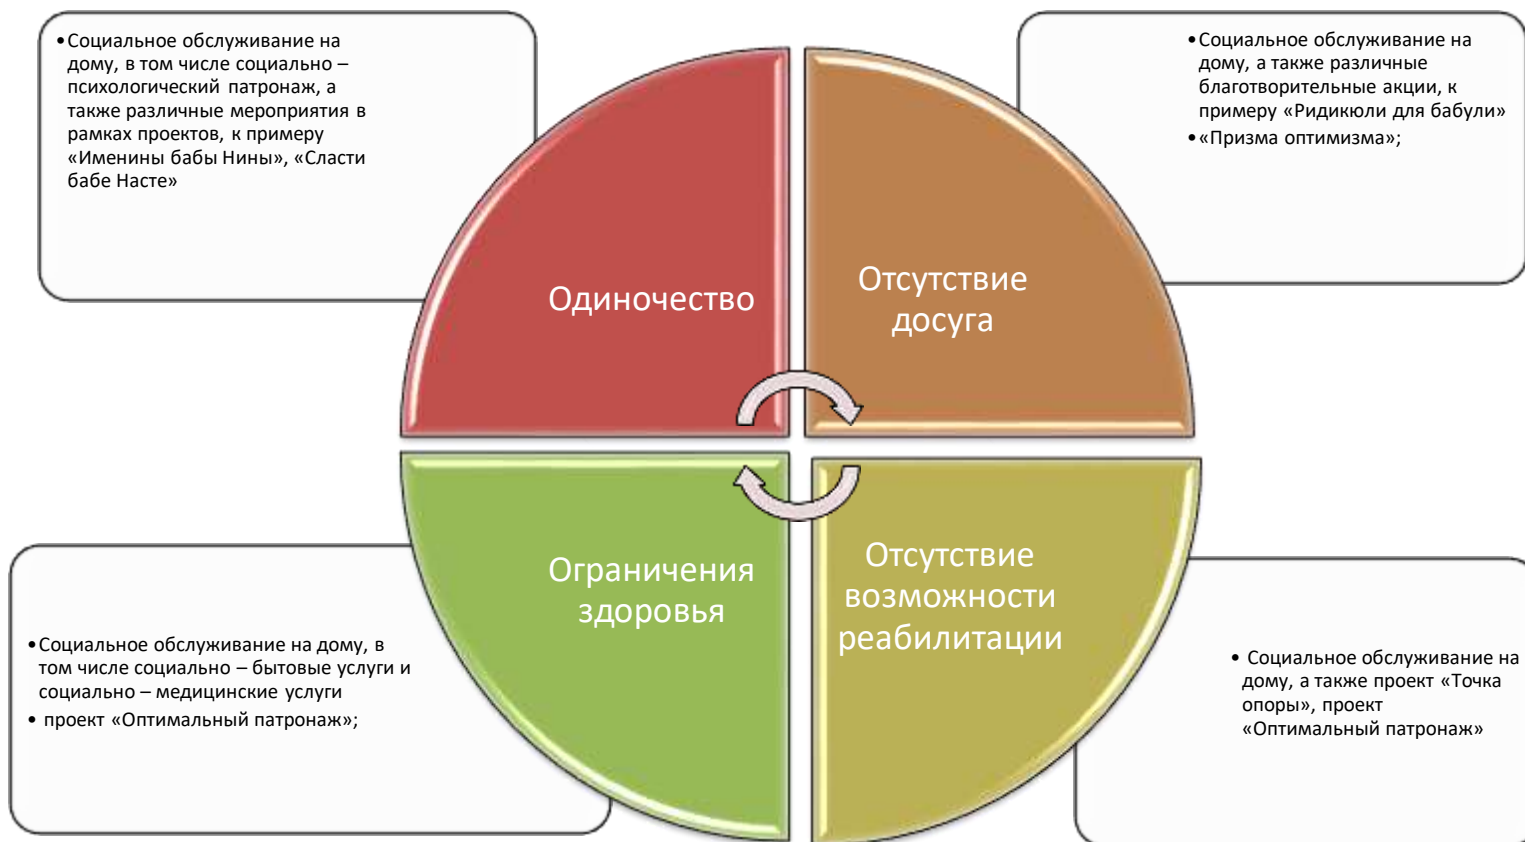 •Социальное обслуживание на
дому, в том числе социально –
психологический патронаж, а
также различные мероприятия в
рамках проектов, к примеру
«Именины бабы Нины», «Сласти
бабе Насте»
•Социальное обслуживание на
дому, а также различные
благотворительные акции, к
примеру «Ридикюли для бабули»
•«Призма оптимизма»;
Одиночество
Отсутствие
досуга
Ограничения
здоровья
Отсутствие
возможности
реабилитации
•Социальное обслуживание на дому, в
том числе социально – бытовые услуги и
социально – медицинские услуги
• проект «Оптимальный патронаж»;
• Социальное обслуживание на
дому, а также проект «Точка
опоры», проект
«Оптимальный патронаж»